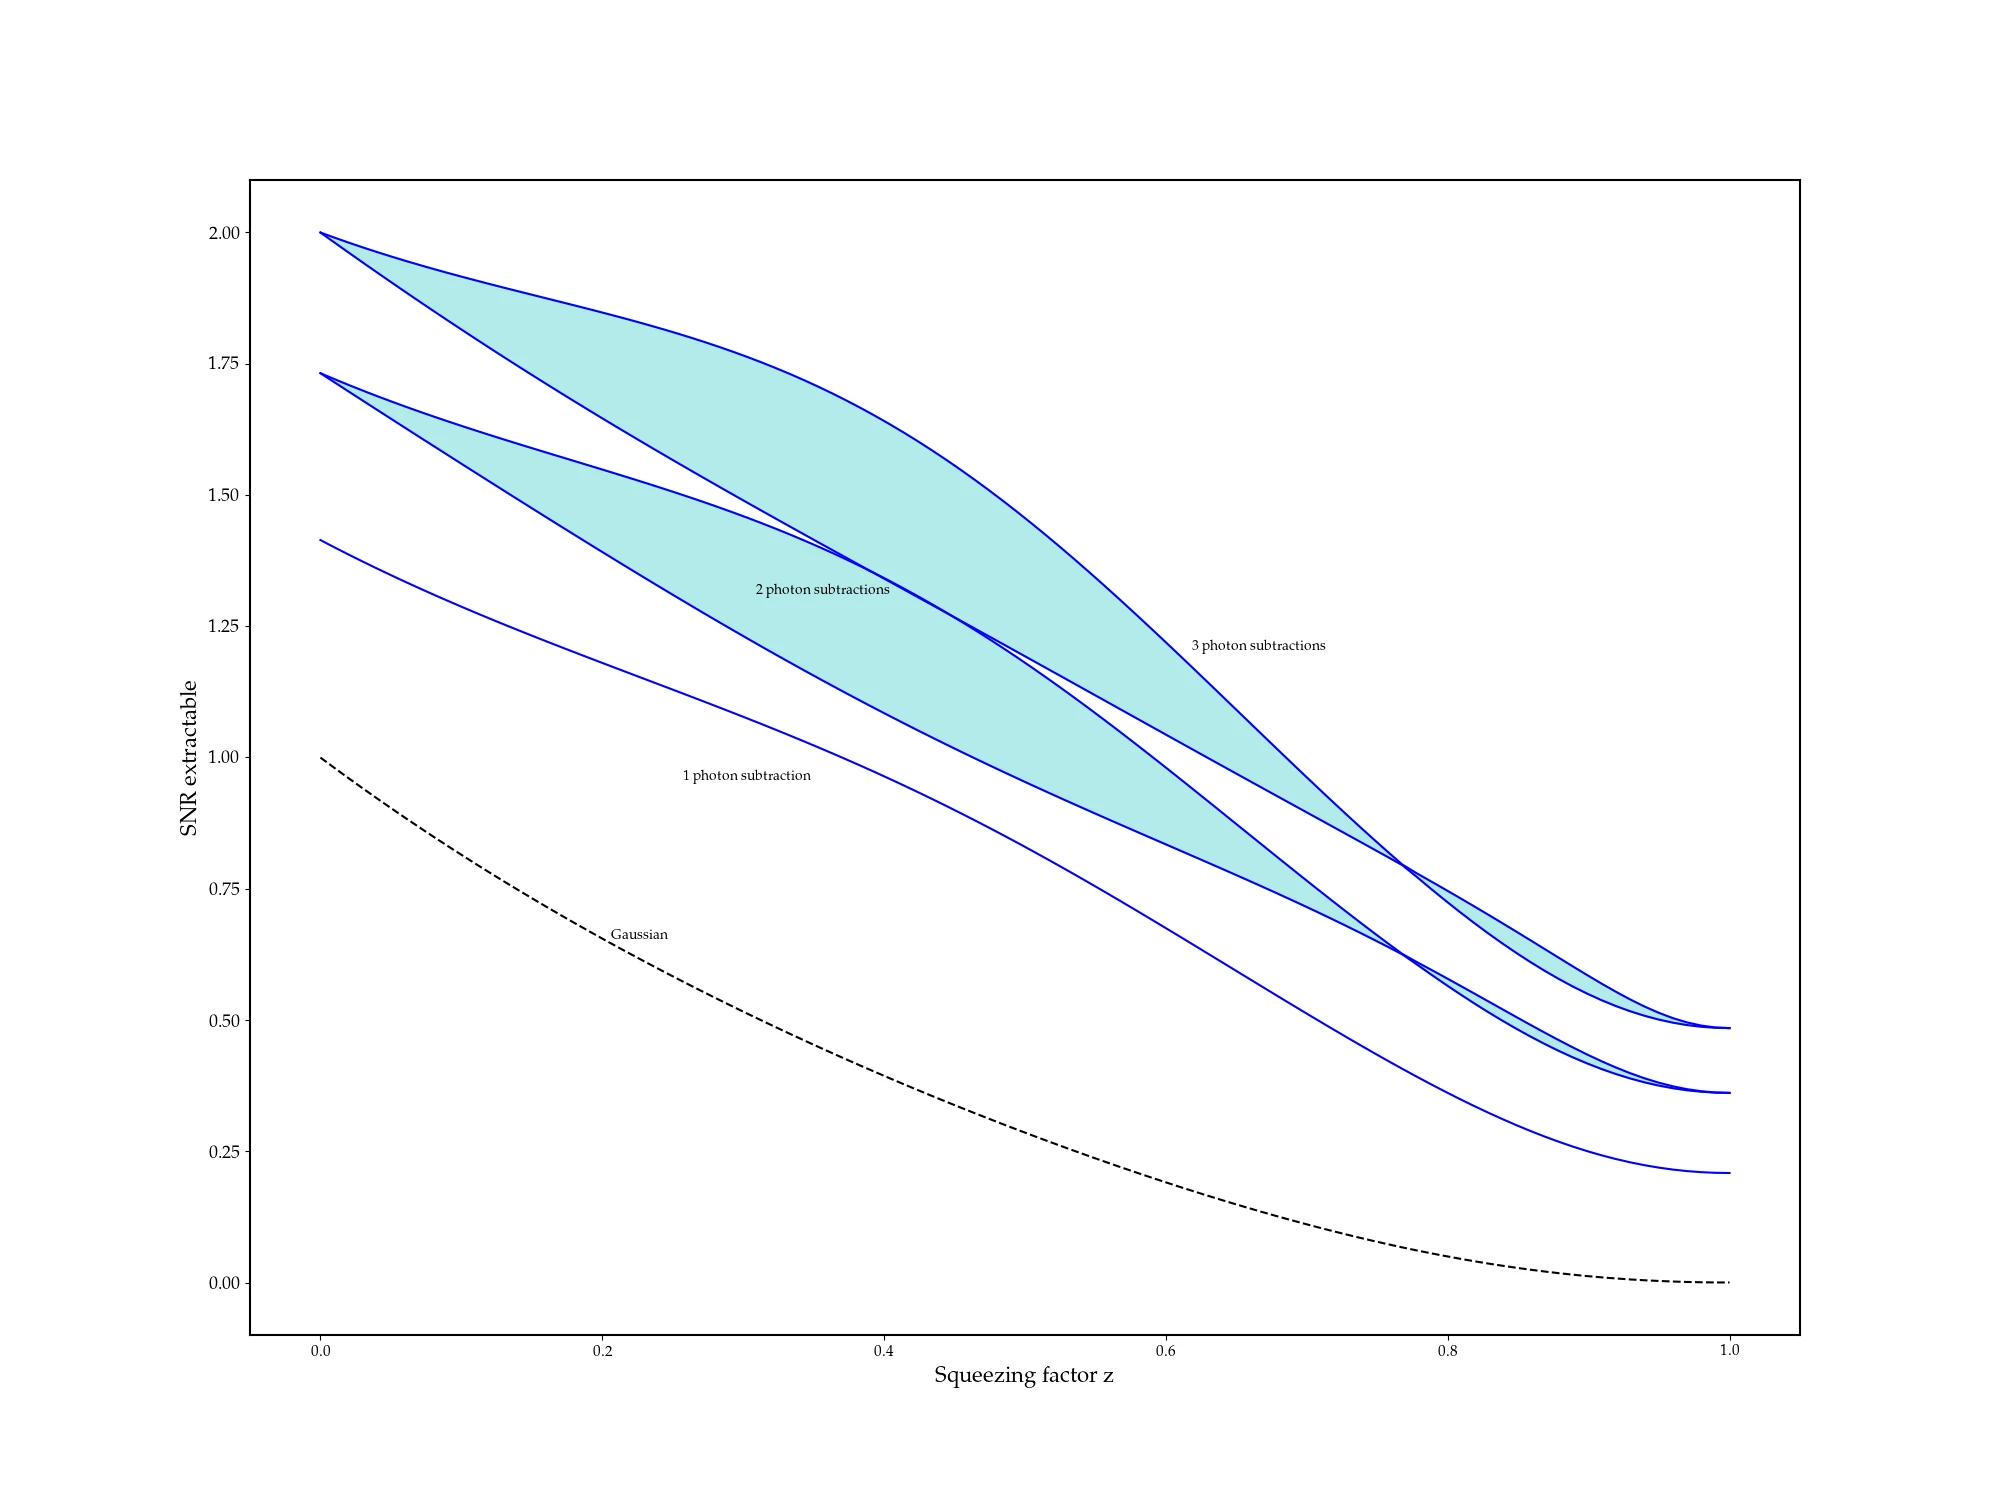 2.00
1.75
1.50
1.25
1.00
0.75
0.50
0.25
0.00
SNR extractable
2 photon subtractions
3 photon subtractions
1 photon subtraction
Gaussian
0.0 0.2 0.4 0.6 0.8 1.0
Squeezing factor z